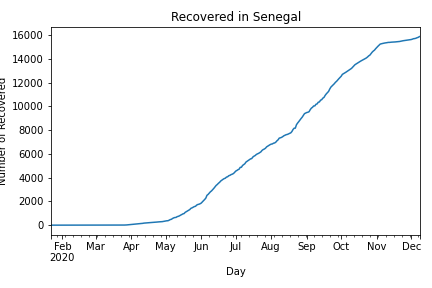 Recovered in Senegal
16000
14000
12000
10000
8000
6000
4000
2000
0
Number of Recovered
Feb Mar Apr May Jun Jul Aug Sep Oct Nov Dec
2020
Day